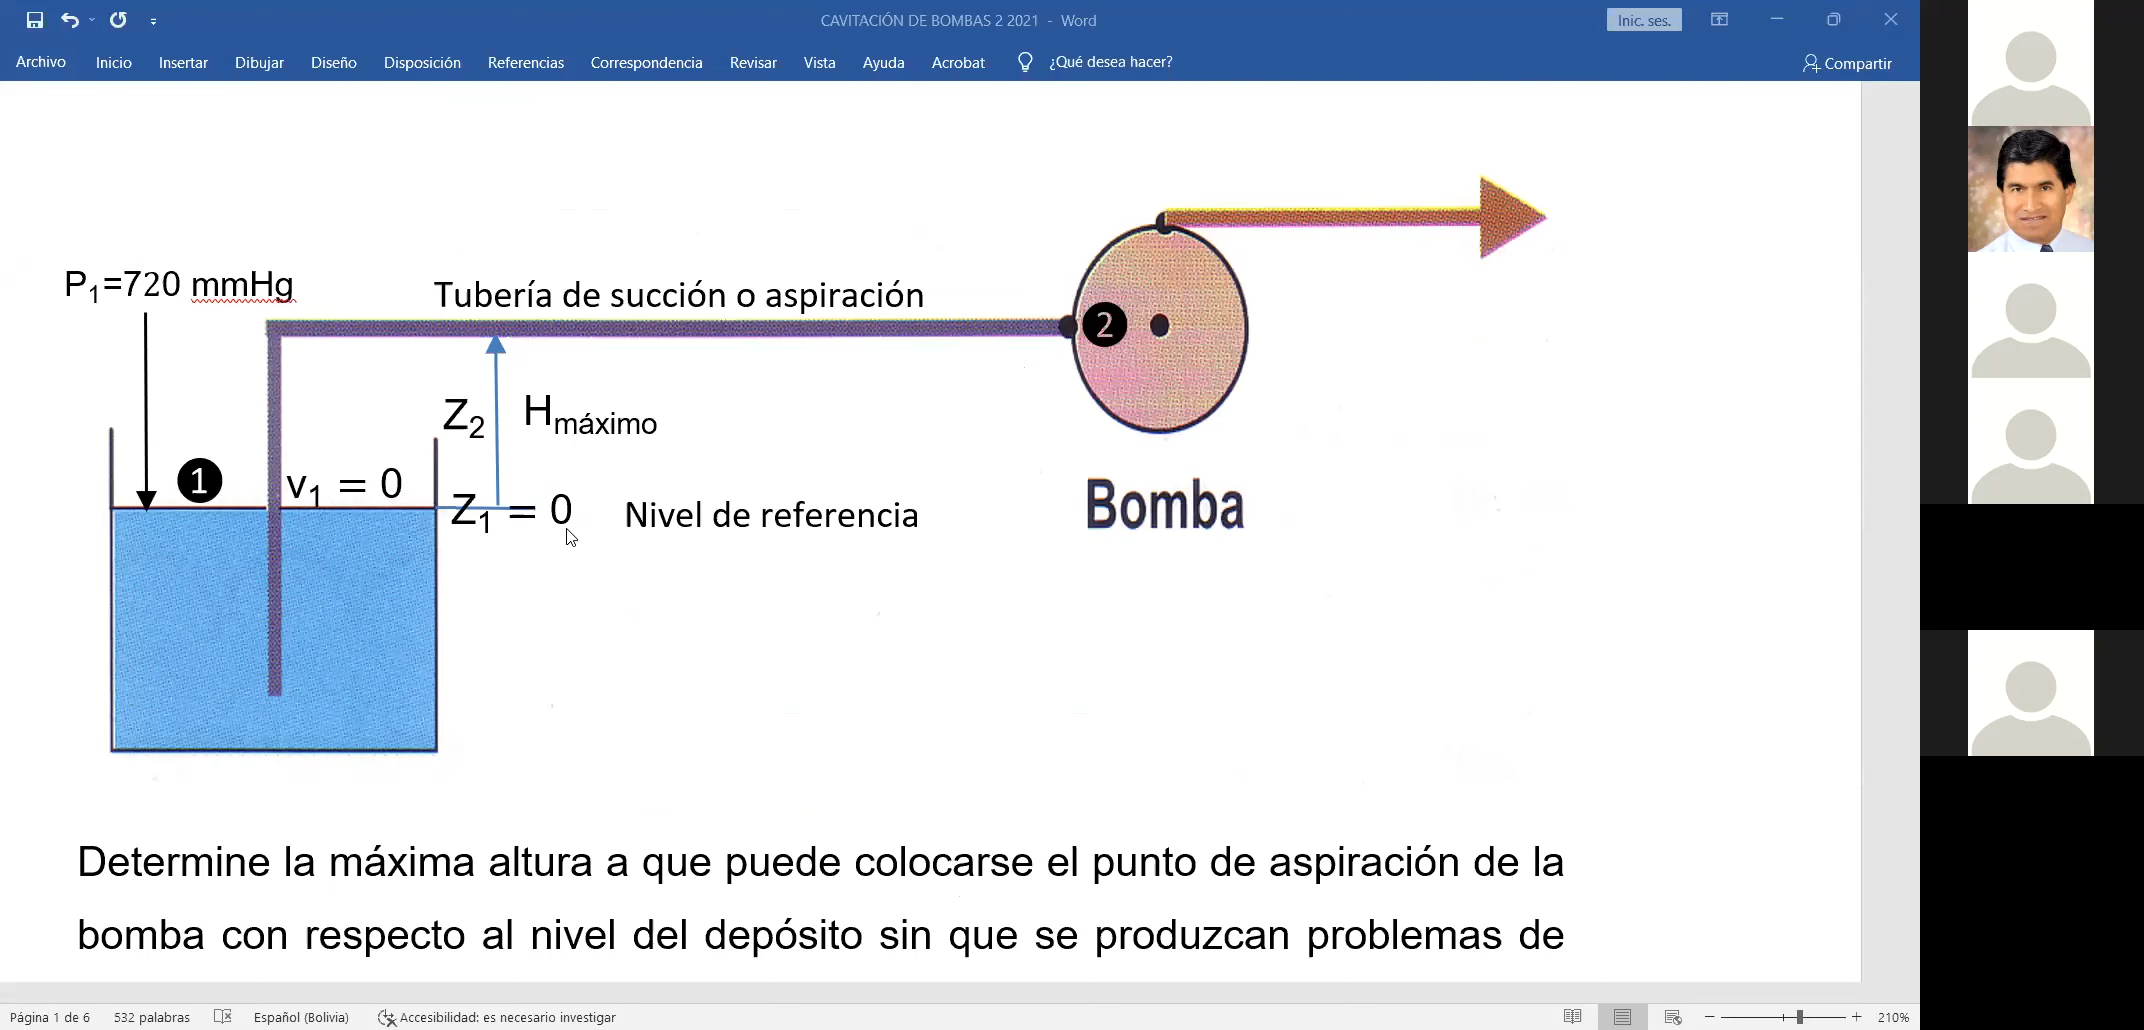 CAVITACIÓN DE BOMBAS 2 2021 - Word
Inic. ses.
Archivo Inicio Insertar Dibujar Diseño Disposición Referencias Correspondencia Revisar Vista Ayuda Acrobat ¿Qué desea hacer? Compartir
P₁=720 mmHg
Tubería de succión o aspiración
2
Z₂ Hmáximo
1 v₁ = 0
Z₁ = 0 Nivel de referencia
Bomba
Determine la máxima altura a que puede colocarse el punto de aspiración de la
bomba con respecto al nivel del depósito sin que se produzcan problemas de
Página 1 de 6 532 palabras Español (Bolivia) Accesibilidad: es necesario investigar 210%